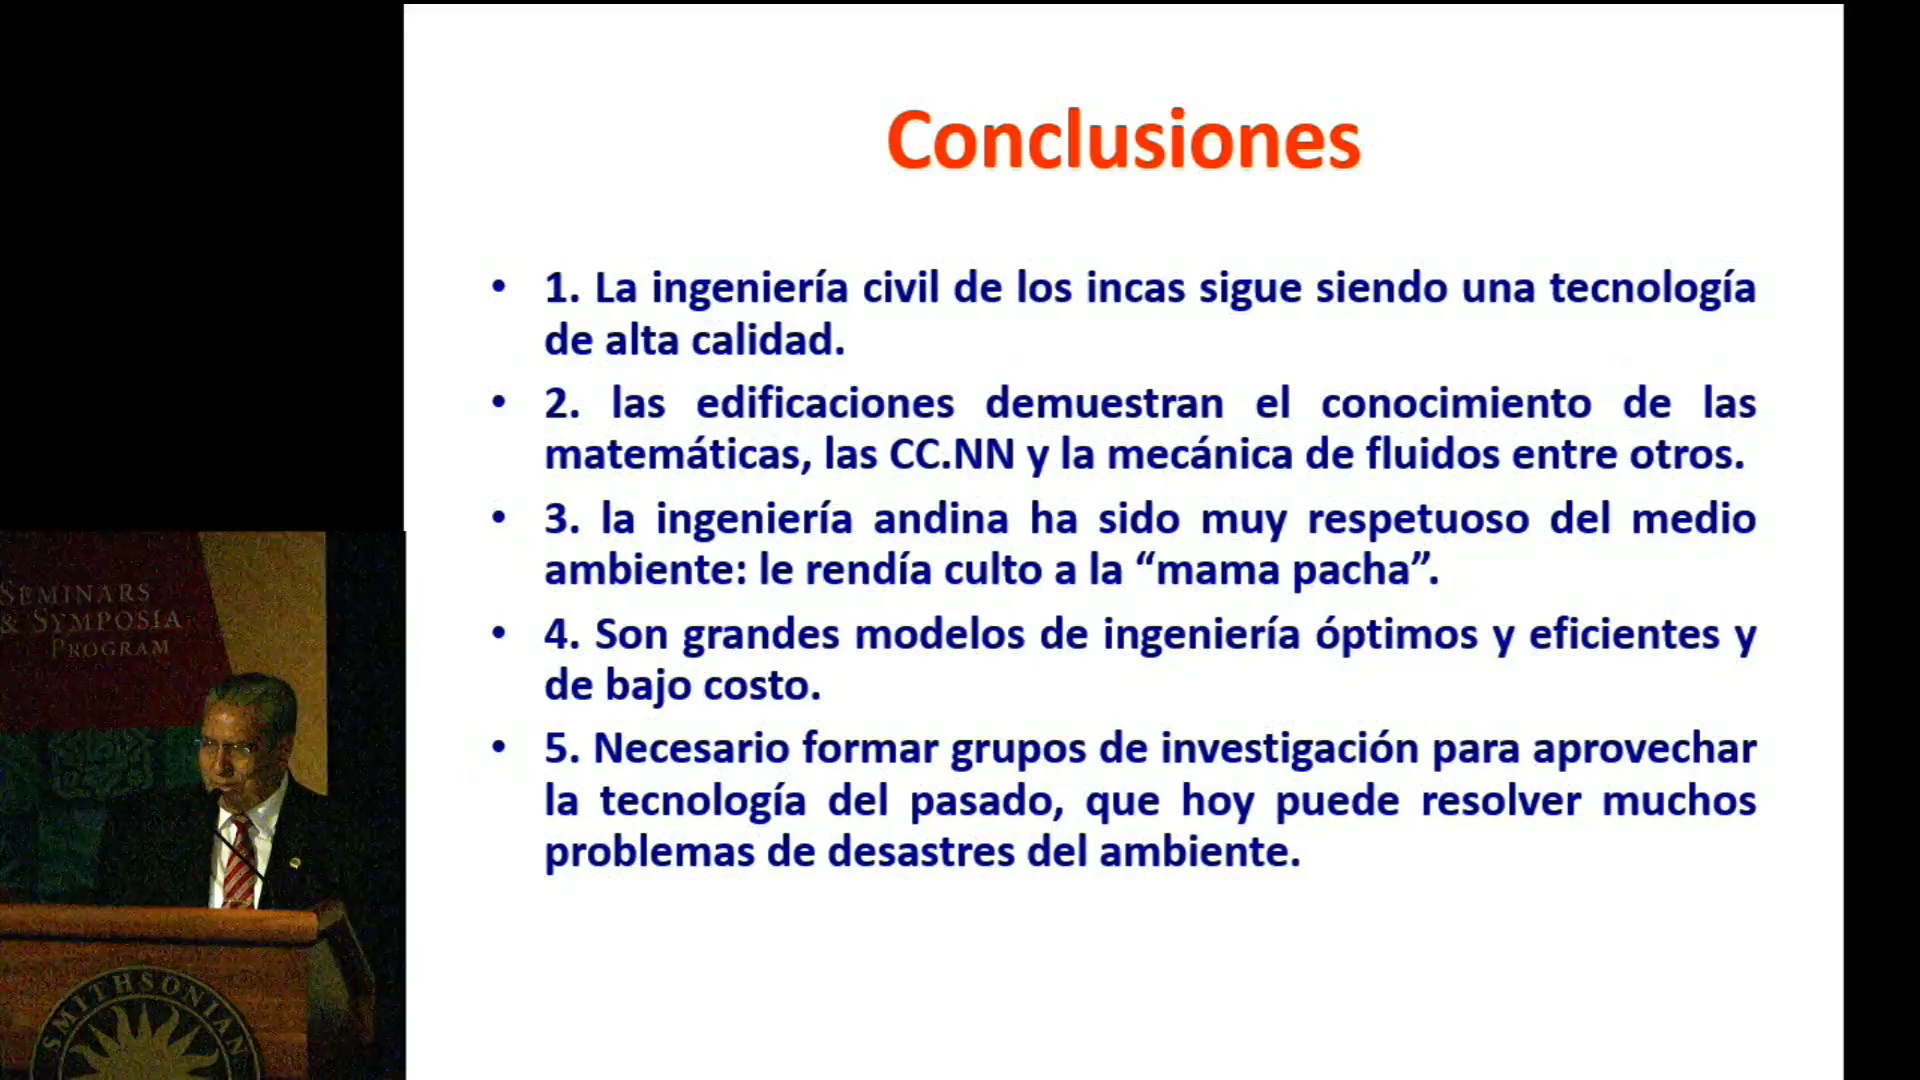 Conclusiones
• 1. La ingeniería civil de los incas sigue siendo una tecnología
de alta calidad.
• 2. las edificaciones demuestran el conocimiento de las
matemáticas, las CC.NN y la mecánica de fluidos entre otros.
• 3. la ingeniería andina ha sido muy respetuoso del medio
ambiente: le rendía culto a la “mama pacha”.
• 4. Son grandes modelos de ingeniería óptimos y eficientes y
de bajo costo.
• 5. Necesario formar grupos de investigación para aprovechar
la tecnología del pasado, que hoy puede resolver muchos
problemas de desastres del ambiente.
SEMINARS
& SYMPOSIA
PROGRAM
SMITHSONIAN